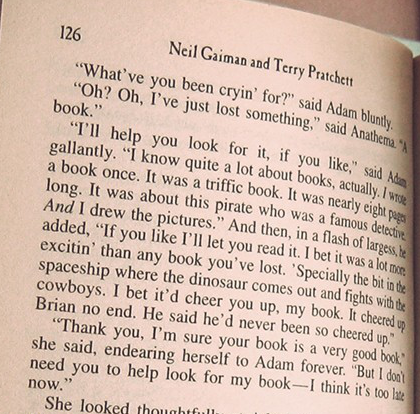 126
Neil Gaiman and Terry Pratchett
“What’ve you been cryin’ for?” said Adam bluntly.
“Oh? Oh, I’ve just lost something,” said Anathema. “A
book.”
“I’ll help you look for it, if you like,” said Adam
gallantly. “I know quite a lot about books, actually. I wrote
a book once. It was a triffic book. It was nearly eight pages
long. It was about this pirate who was a famous detective.
And I drew the pictures.” And then, in a flash of largess, he
added, “If you like I’ll let you read it. I bet it was a lot more
excitin’ than any book you’ve lost. ’Specially the bit in the
spaceship where the dinosaur comes out and fights with the
cowboys. I bet it’d cheer you up, my book. It cheered up
Brian no end. He said he’d never been so cheered up.”
“Thank you, I’m sure your book is a very good book,”
she said, endearing herself to Adam forever. “But I don’t
need you to help look for my book—I think it’s too late
now.”
She looked thoughtfully